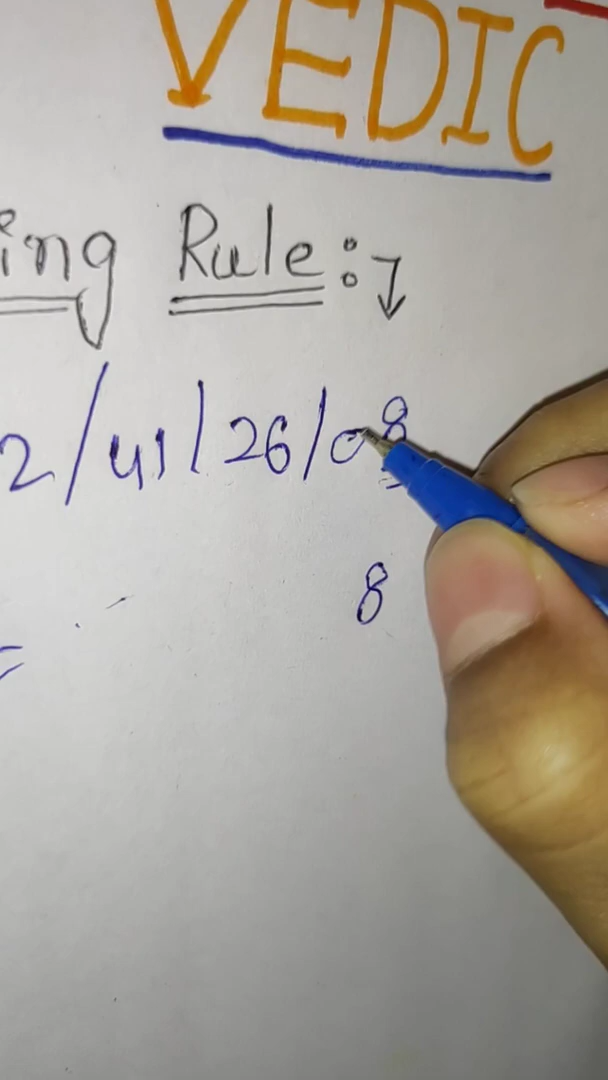 VEDIC
ing Rule:↓
2/41/26/08
8
=